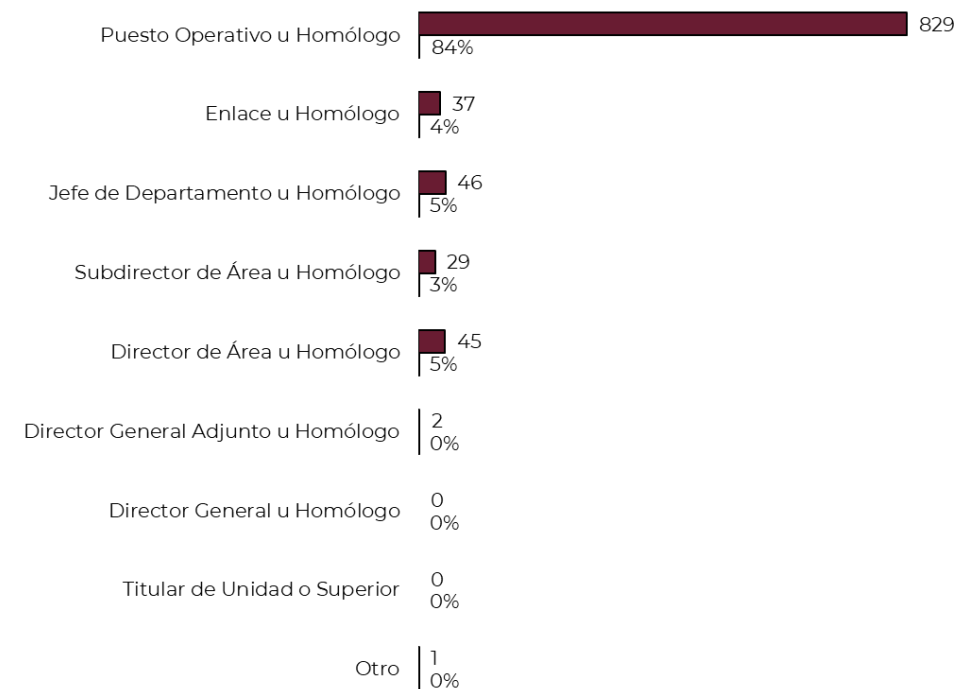 Puesto Operativo u Homólogo 829
84%
Enlace u Homólogo 37
4%
Jefe de Departamento u Homólogo 46
5%
Subdirector de Área u Homólogo 29
3%
Director de Área u Homólogo 45
5%
Director General Adjunto u Homólogo 2
0%
Director General u Homólogo 0
0%
Titular de Unidad o Superior 0
0%
Otro 1
0%